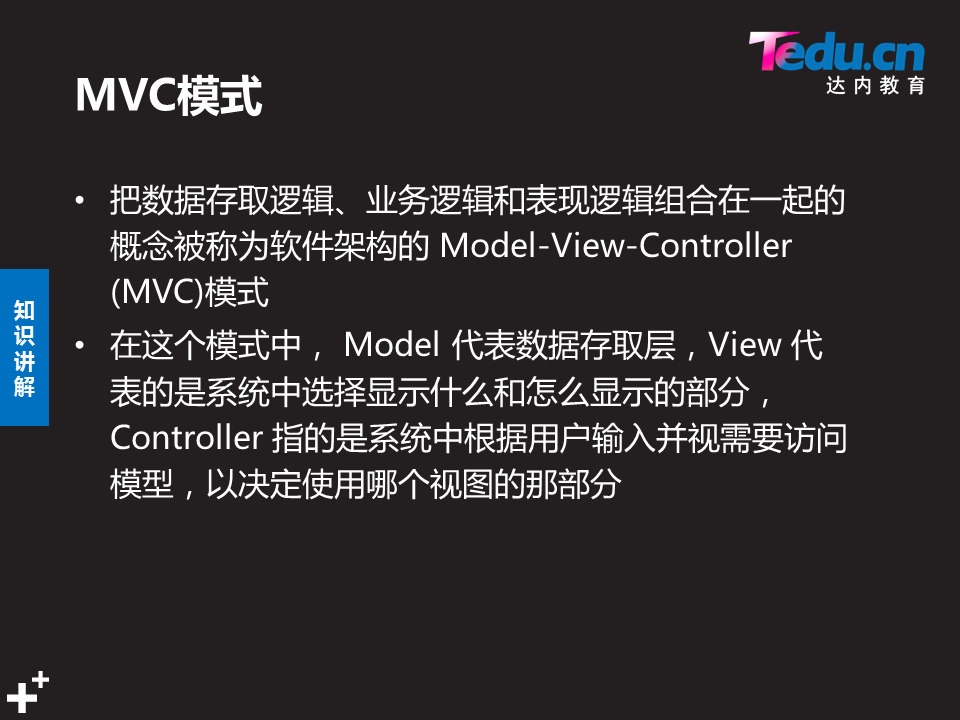 Tedu.cn
达内教育
MVC模式
• 把数据存取逻辑、业务逻辑和表现逻辑组合在一起的
概念被称为软件架构的 Model-View-Controller
(MVC)模式
• 在这个模式中， Model 代表数据存取层，View 代
表的是系统中选择显示什么和怎么显示的部分，
Controller 指的是系统中根据用户输入并视需要访问
模型，以决定使用哪个视图的那部分
知
识
讲
解